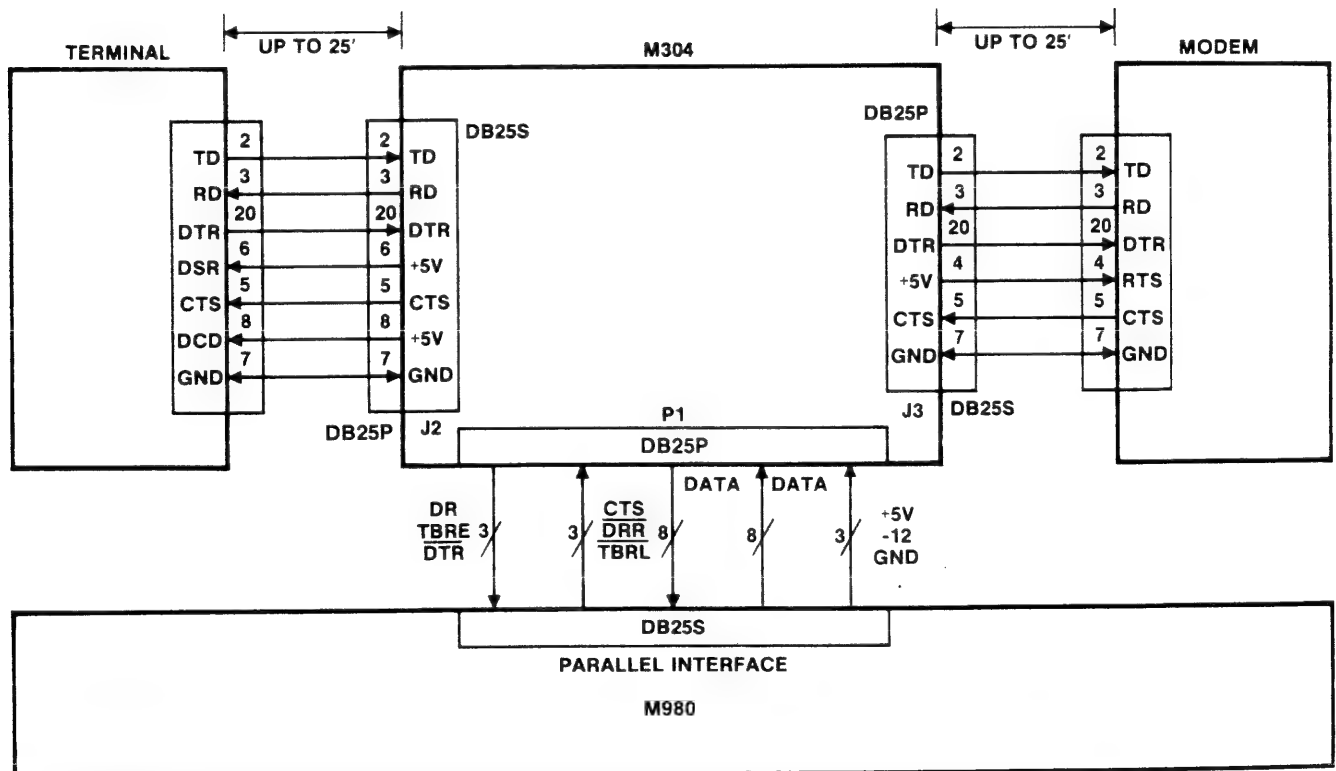 UP TO 25'
UP TO 25'
TERMINAL
M304
MODEM
DB25S
DB25P
2
TD
3
RD
20
DTR
6
DSR
5
CTS
8
DCD
7
GND
2
TD
3
RD
20
DTR
6
+5V
5
CTS
8
+5V
7
GND
DB25P
J2
2
TD
3
RD
20
DTR
4
+5V
5
CTS
7
GND
J3
DB25S
2
TD
3
RD
20
DTR
4
RTS
5
CTS
7
GND
P1
DB25P
DR
TBRE
DTR
3
3
CTS
DRR
TBRL
8
DATA
8
DATA
3
+5V
-12
GND
DB25S
PARALLEL INTERFACE
M980